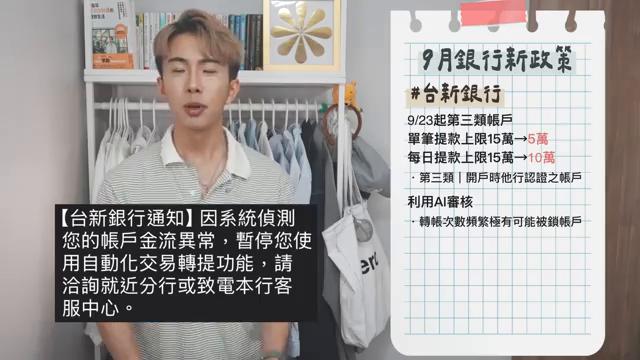 9月銀行新政策
#台新銀行
9/23起第三類帳戶
單筆提款上限15萬→5萬
每日提款上限15萬→10萬
·第三類｜開戶時他行認證之帳戶
利用AI審核
·轉帳次數頻繁極有可能被鎖帳戶
【台新銀行通知】因系統偵測
您的帳戶金流異常，暫停您使
用自動化交易轉提功能，請
洽詢就近分行或致電本行客
服中心。